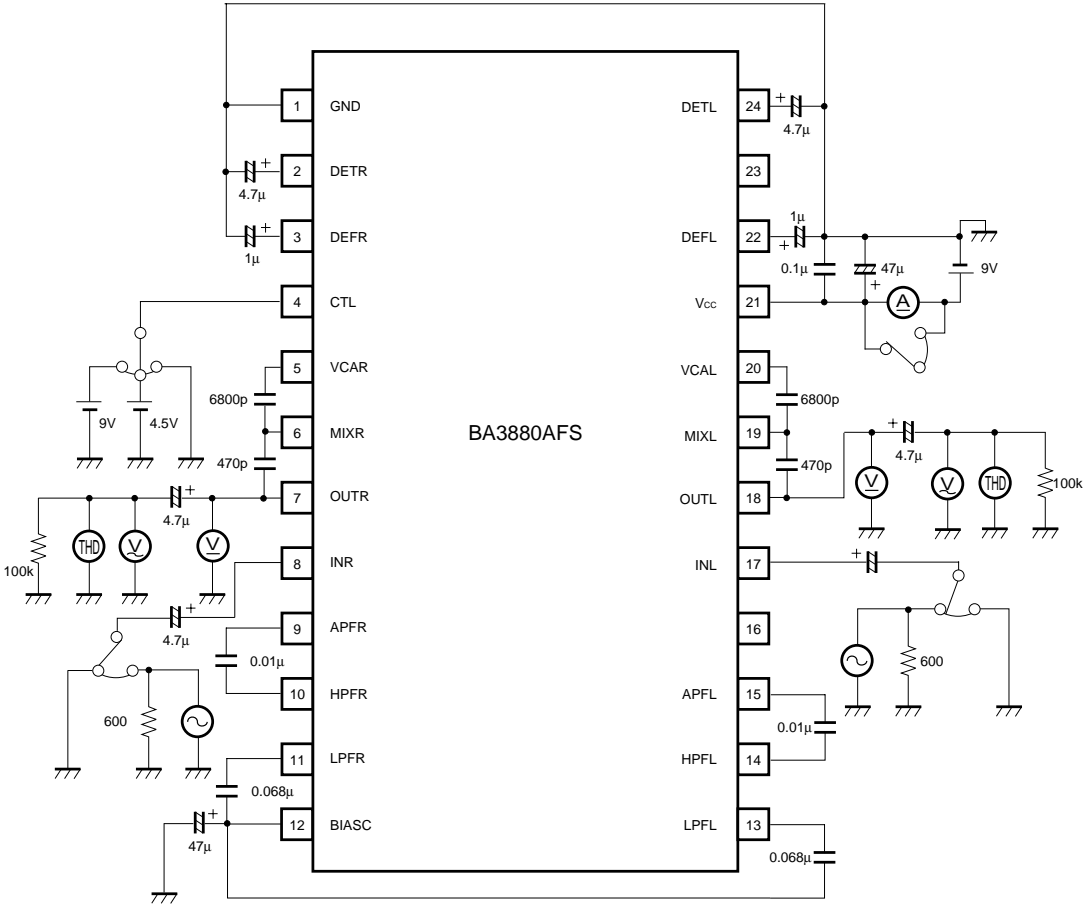 1 GND
DETL 24
+
4.7μ
+
2 DETR
4.7μ
23
+
3 DEFR
1μ
1μ
DEFL 22
+
0.1μ
47μ
+
9V
4 CTL
Vcc 21
A
5 VCAR
VCAL 20
6800p
6800p
9V
4.5V
6 MIXR
BA3880AFS
MIXL 19
470p
470p
+
4.7μ
7 OUTR
OUTL 18
+
4.7μ
V
V
THD
100k
THD
V
V
100k
8 INR
INL 17
+
+
4.7μ
9 APFR
16
0.01μ
600
10 HPFR
APFL 15
600
0.01μ
11 LPFR
HPFL 14
0.068μ
+
47μ
12 BIASC
LPFL 13
0.068μ